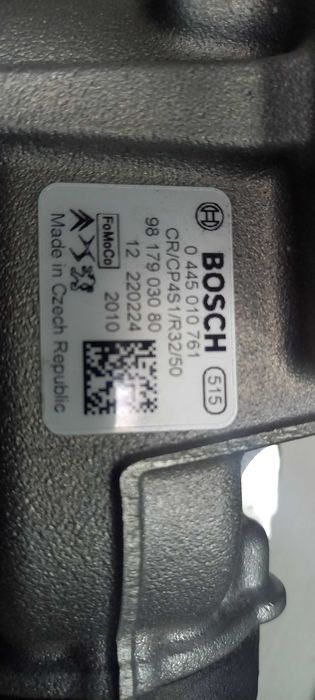 BOSCH 515
0 445 010 761
CR/CP4S1/R32/50
98 179 030 80
12 220224
FoMoCo 2010
Made in Czech Republic